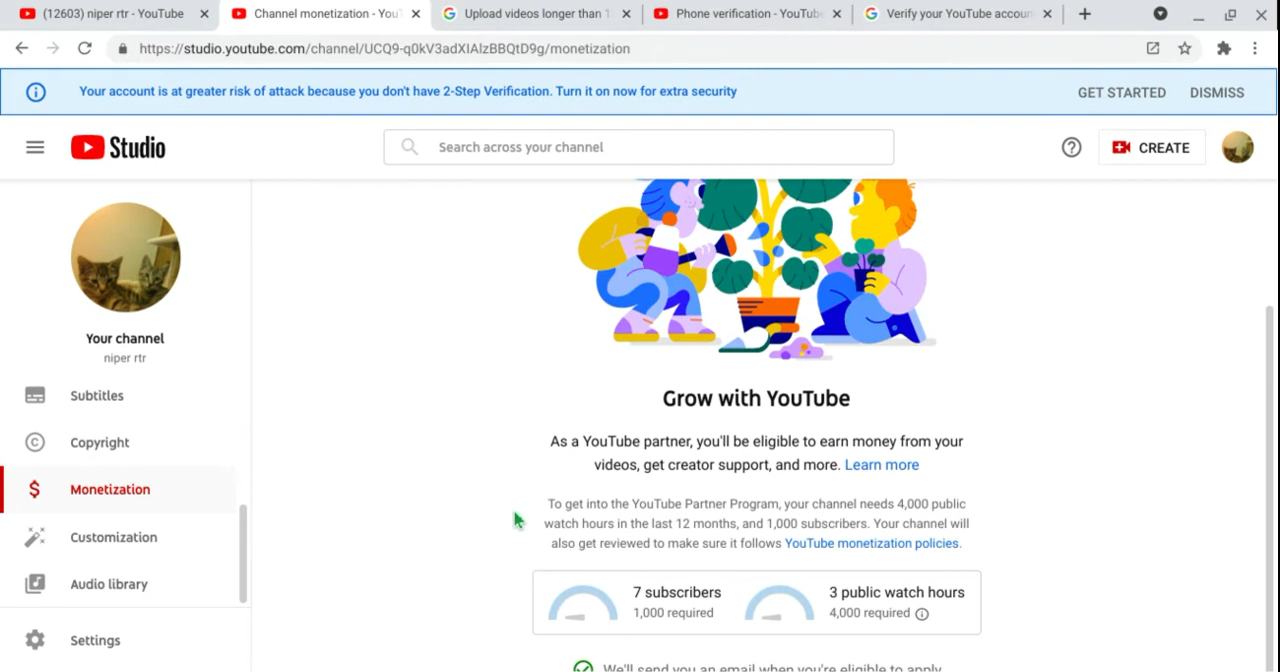 (12603) niper rtr - YouTube
Channel monetization - You
Upload videos longer than 1
Phone verification - YouTub
Verify your YouTube accoun
https://studio.youtube.com/channel/UCQ9-q0kV3adXIAlzBBQtD9g/monetization
Your account is at greater risk of attack because you don't have 2-Step Verification. Turn it on now for extra security
GET STARTED
DISMISS
Studio
Search across your channel
CREATE
Your channel
niper rtr
Subtitles
Copyright
Monetization
Customization
Audio library
Settings
Grow with YouTube
As a YouTube partner, you'll be eligible to earn money from your
videos, get creator support, and more. Learn more
To get into the YouTube Partner Program, your channel needs 4,000 public
watch hours in the last 12 months, and 1,000 subscribers. Your channel will
also get reviewed to make sure it follows YouTube monetization policies.
7 subscribers
1,000 required
3 public watch hours
4,000 required
We'll send you an email when you're eligible to apply